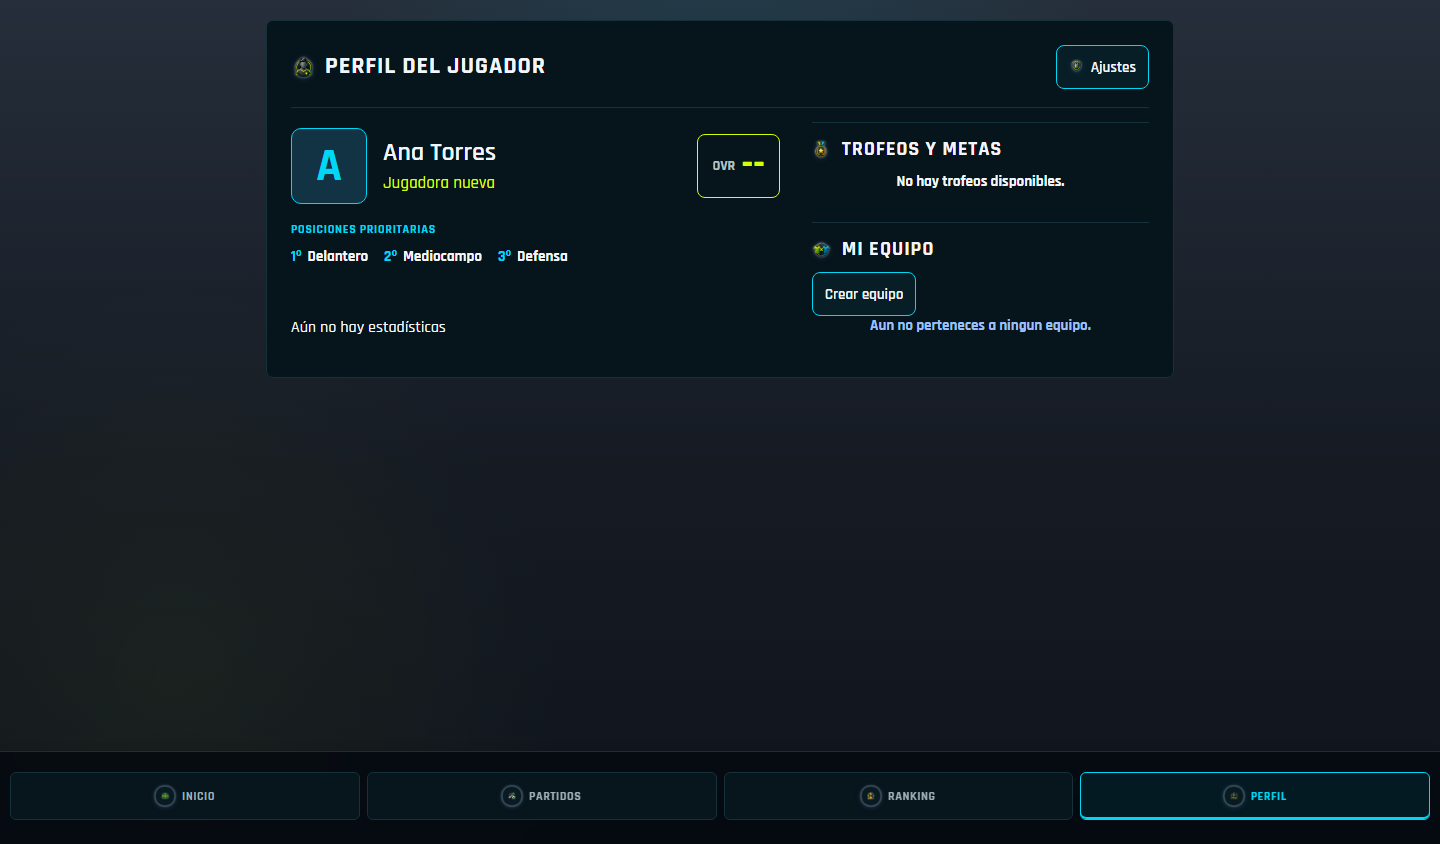 PERFIL DEL JUGADOR
Ajustes
A
Ana Torres
Jugadora nueva
OVR --
POSICIONES PRIORITARIAS
1º Delantero 2º Mediocampo 3º Defensa
Aún no hay estadísticas
TROFEOS Y METAS
No hay trofeos disponibles.
MI EQUIPO
Crear equipo
Aun no perteneces a ningun equipo.
INICIO
PARTIDOS
RANKING
PERFIL